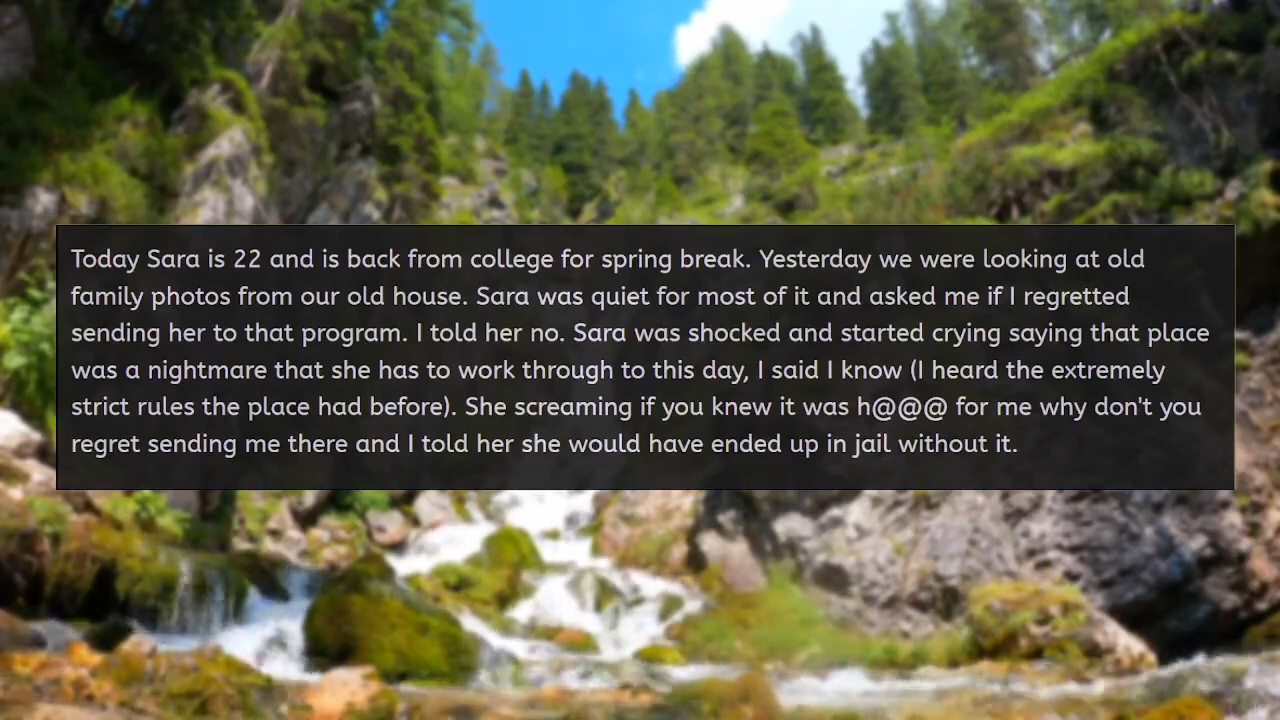 Today Sara is 22 and is back from college for spring break. Yesterday we were looking at old
family photos from our old house. Sara was quiet for most of it and asked me if I regretted
sending her to that program. I told her no. Sara was shocked and started crying saying that place
was a nightmare that she has to work through to this day, I said I know (I heard the extremely
strict rules the place had before). She screaming if you knew it was h@@@ for me why don't you
regret sending me there and I told her she would have ended up in jail without it.